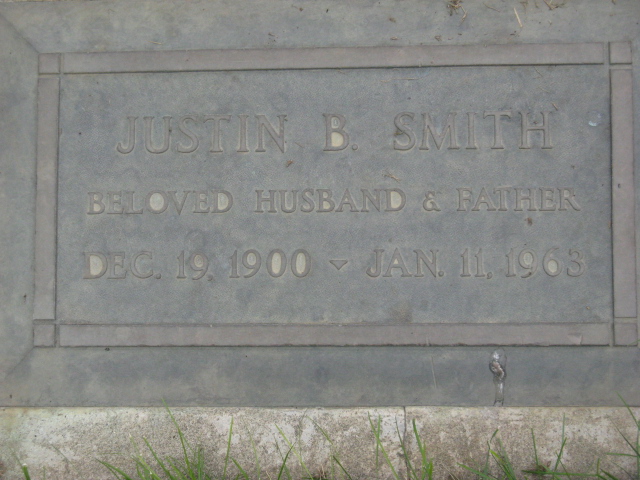 JUSTIN B. SMITH
BELOVED HUSBAND & FATHER
DEC. 19, 1900 - JAN. 11, 1963